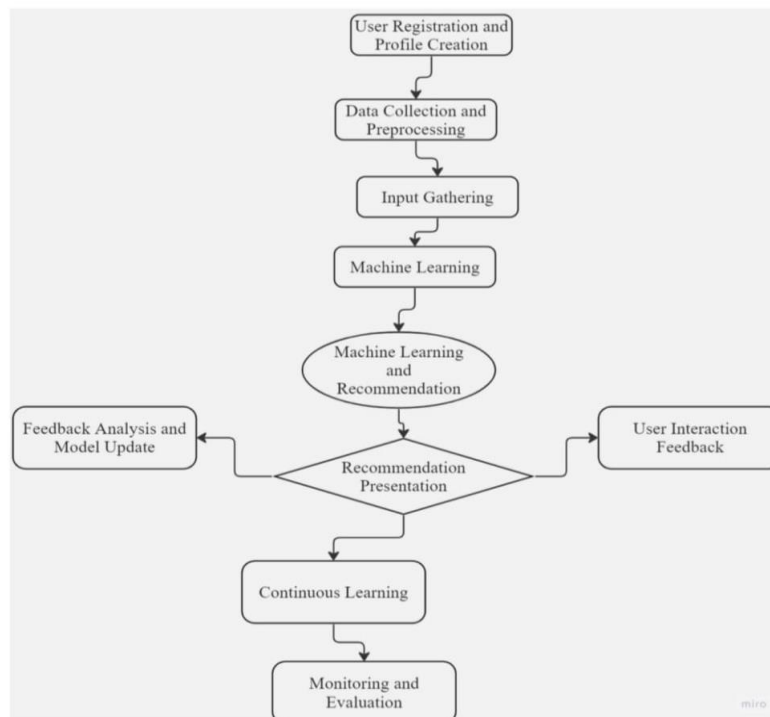 User Registration and
Profile Creation
Data Collection and
Preprocessing
Input Gathering
Machine Learning
Machine Learning
and
Recommendation
Feedback Analysis and
Model Update
User Interaction
Feedback
Recommendation
Presentation
Continuous Learning
Monitoring and
Evaluation
miro